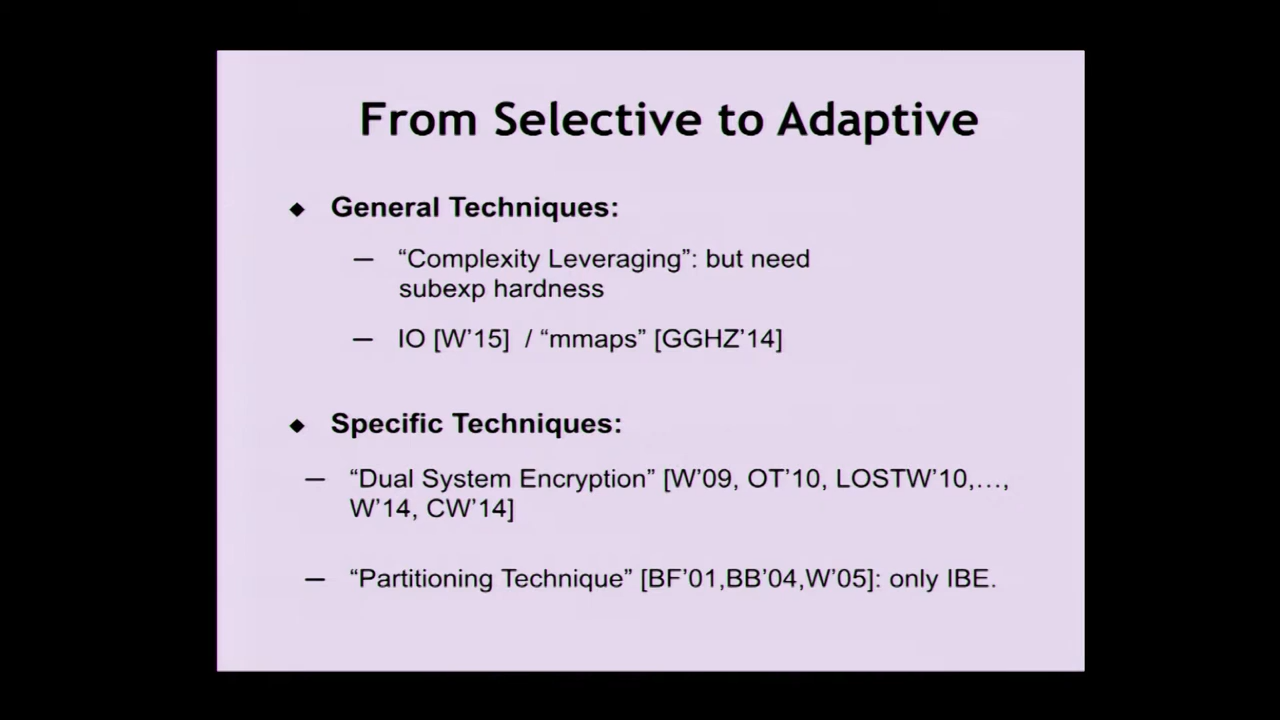 From Selective to Adaptive
◆ General Techniques:
— “Complexity Leveraging”: but need
subexp hardness
— IO [W’15] / “mmaps” [GGHZ’14]
◆ Specific Techniques:
— “Dual System Encryption” [W’09, OT’10, LOSTW’10,…,
W’14, CW’14]
— “Partitioning Technique” [BF’01,BB’04,W’05]: only IBE.